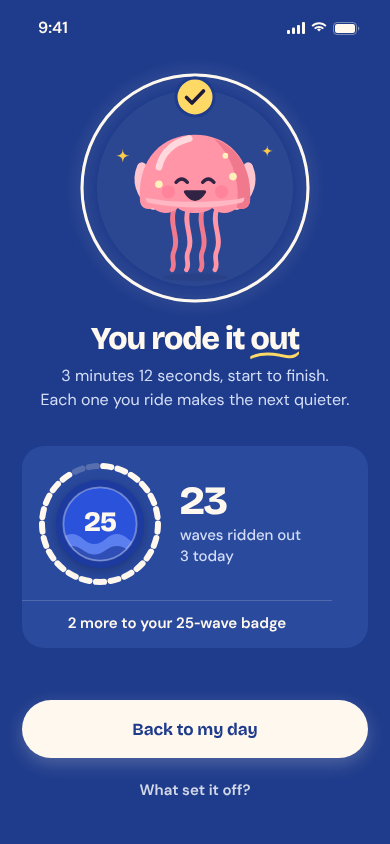 9:41
You rode it out
3 minutes 12 seconds, start to finish.
Each one you ride makes the next quieter.
25
23
waves ridden out
3 today
2 more to your 25-wave badge
Back to my day
What set it off?